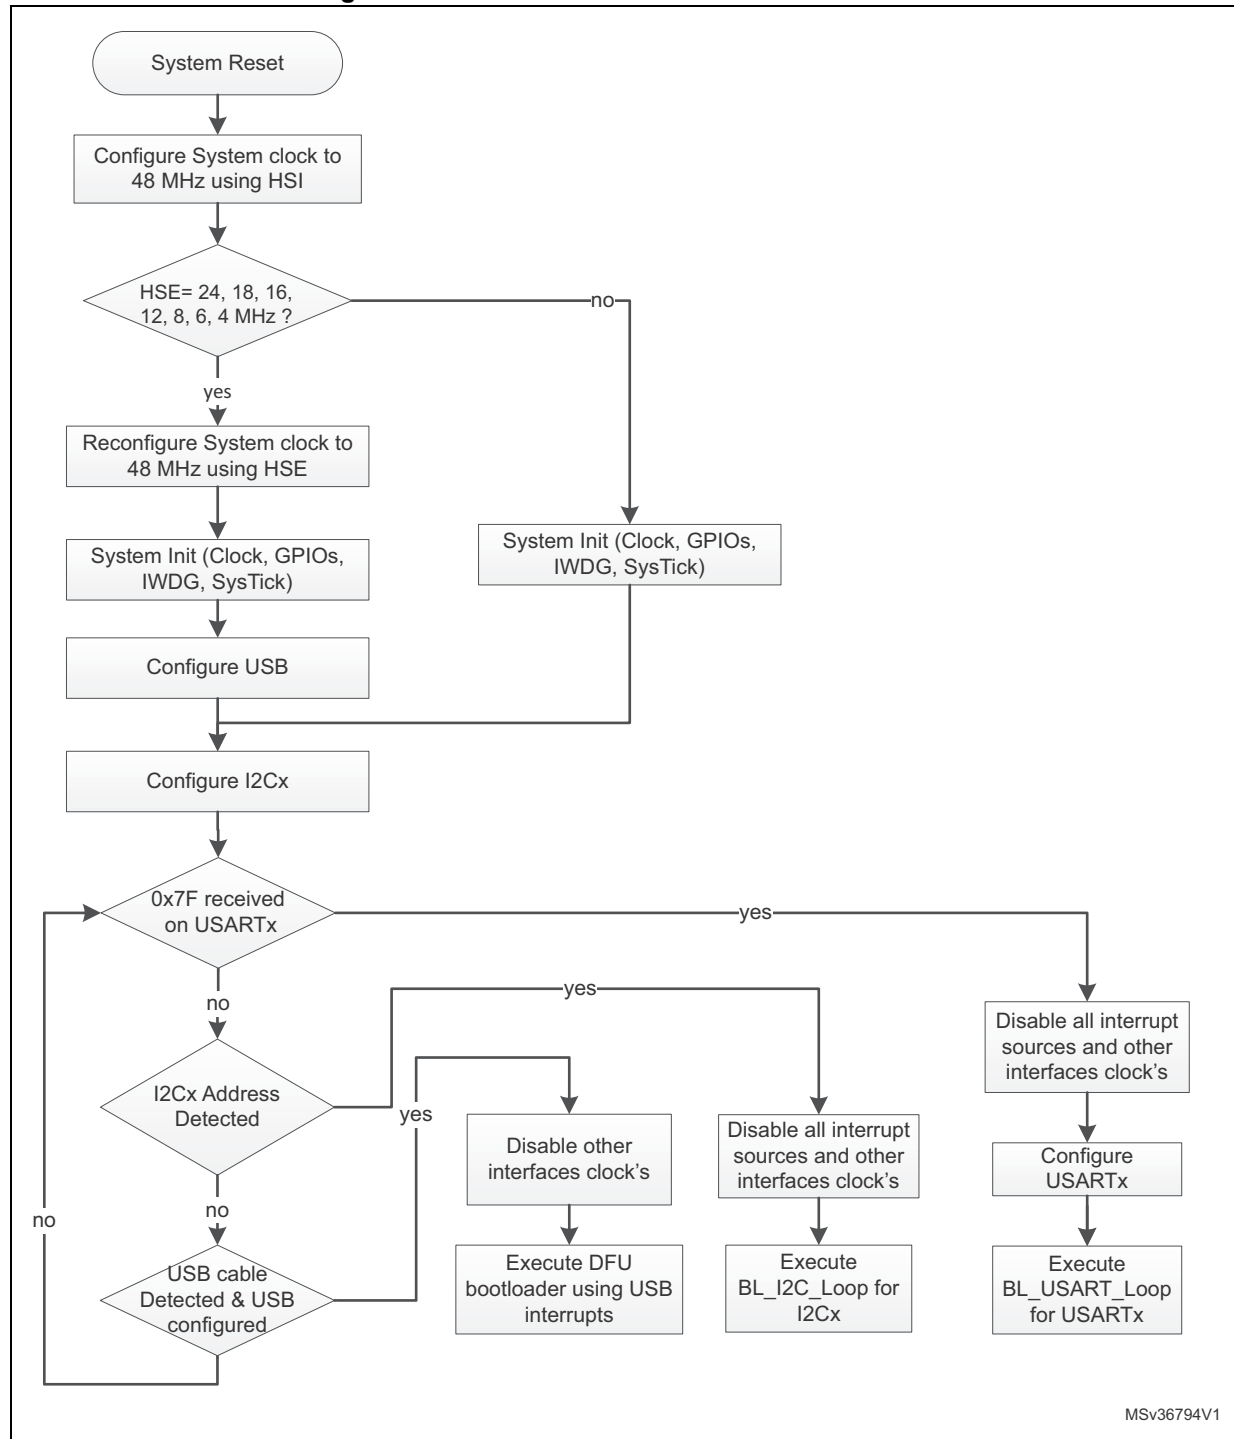 System Reset
Configure System clock to
48 MHz using HSI
HSE= 24, 18, 16,
12, 8, 6, 4 MHz ?
no
yes
Reconfigure System clock to
48 MHz using HSE
System Init (Clock, GPIOs,
IWDG, SysTick)
System Init (Clock, GPIOs,
IWDG, SysTick)
Configure USB
Configure I2Cx
0x7F received
on USARTx
yes
no
yes
Disable all interrupt
sources and other
interfaces clock's
I2Cx Address
Detected
yes
Disable other
interfaces clock's
Disable all interrupt
sources and other
interfaces clock's
Configure
USARTx
no
no
USB cable
Detected & USB
configured
Execute DFU
bootloader using USB
interrupts
Execute
BL_I2C_Loop for
I2Cx
Execute
BL_USART_Loop
for USARTx
MSv36794V1